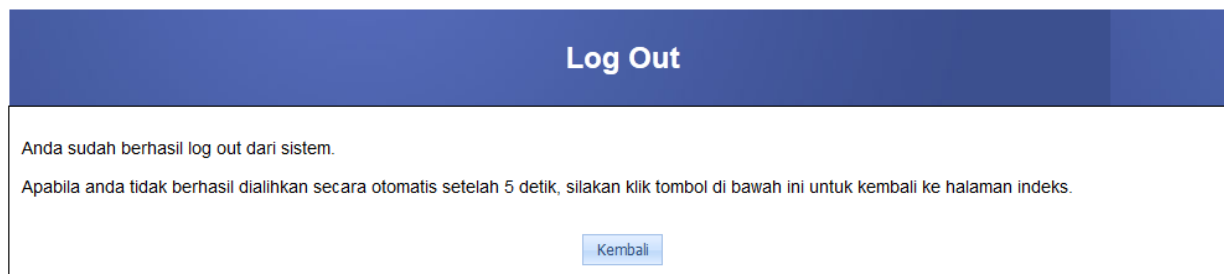 Log Out
Anda sudah berhasil log out dari sistem.
Apabila anda tidak berhasil dialihkan secara otomatis setelah 5 detik, silakan klik tombol di bawah ini untuk kembali ke halaman indeks.
Kembali